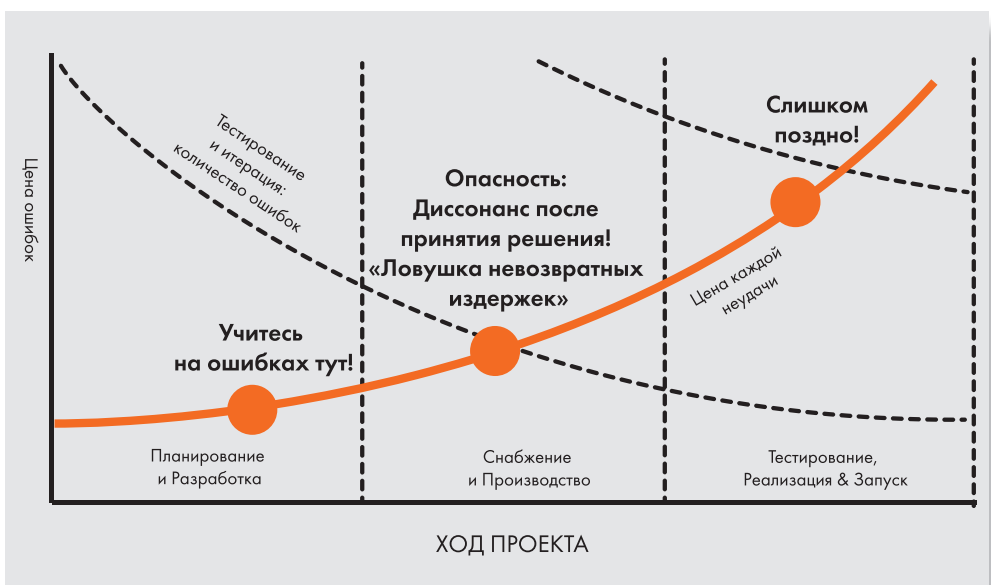 Цена ошибок
Тестирование
и итерация:
количество ошибок
Учитесь
на ошибках тут!
Опасность:
Диссонанс после
принятия решения!
«Ловушка невозвратных
издержек»
Слишком
поздно!
Цена каждой
неудачи
Планирование
и Разработка
Снабжение
и Производство
Тестирование,
Реализация & Запуск
ХОД ПРОЕКТА